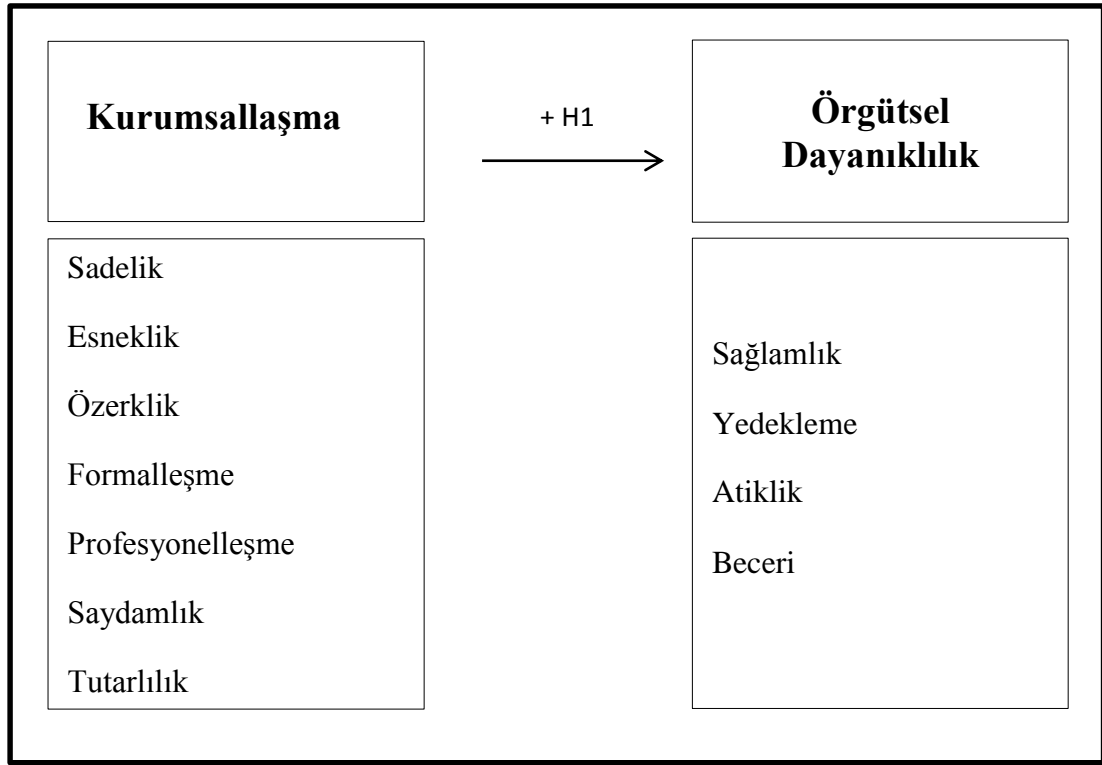 Kurumsallaşma
+ H1
Örgütsel
Dayanıklılık
Sadelik
Esneklik
Özerklik
Formalleşme
Profesyonelleşme
Saydamlık
Tutarlılık
Sağlamlık
Yedekleme
Atiklik
Beceri